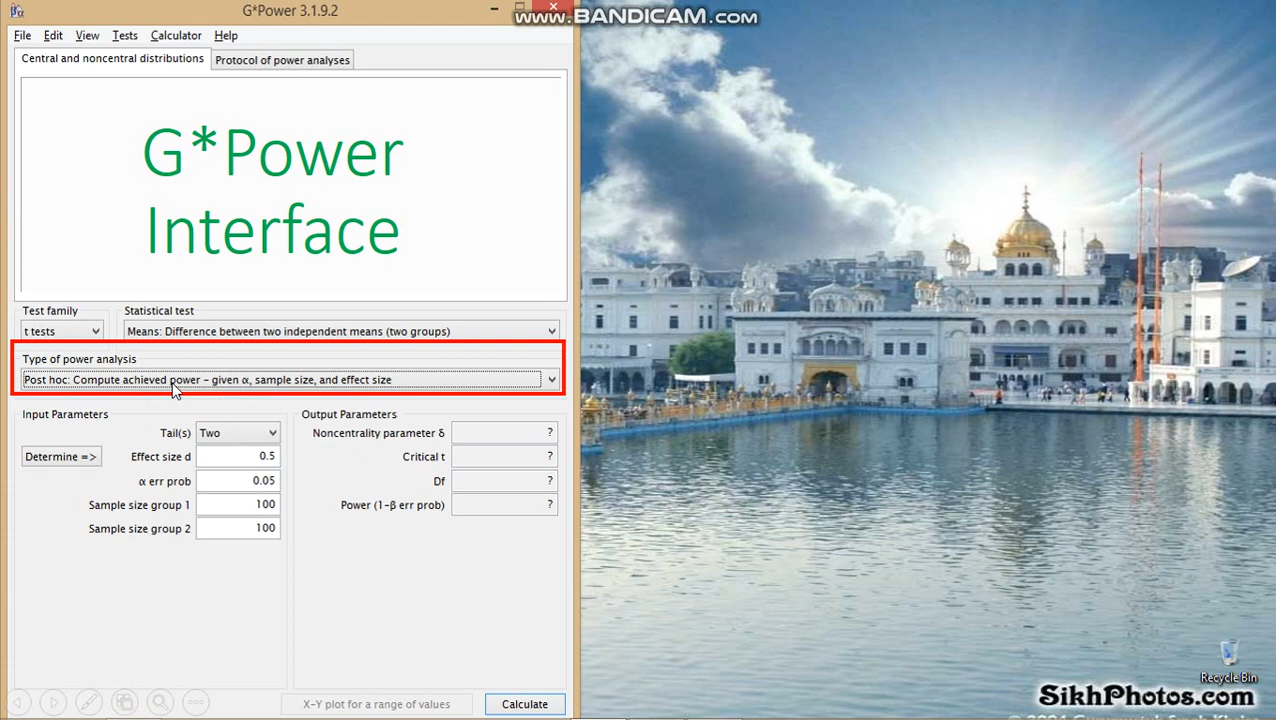 G*Power 3.1.9.2
www.BANDICAM.com
File Edit View Tests Calculator Help
Central and noncentral distributions Protocol of power analyses
G*Power
Interface
Test family Statistical test
t tests Means: Difference between two independent means (two groups)
Type of power analysis
Post hoc: Compute achieved power – given α, sample size, and effect size
Input Parameters Output Parameters
Tail(s) Two Noncentrality parameter δ ?
Determine => Effect size d 0.5 Critical t ?
α err prob 0.05 Df ?
Sample size group 1 100 Power (1-β err prob) ?
Sample size group 2 100
Recycle Bin
SikhPhotos.com
X-Y plot for a range of values Calculate